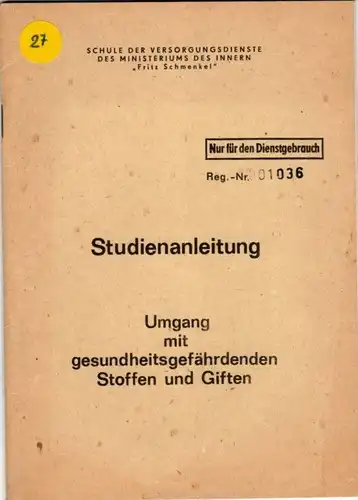 27
SCHULE DER VERSORGUNGSDIENSTE
DES MINISTERIUMS DES INNERN
„Fritz Schmenkel"
Nur für den Dienstgebrauch
Reg.-Nr. 01036
Studienanleitung
Umgang
mit
gesundheitsgefährdenden
Stoffen und Giften